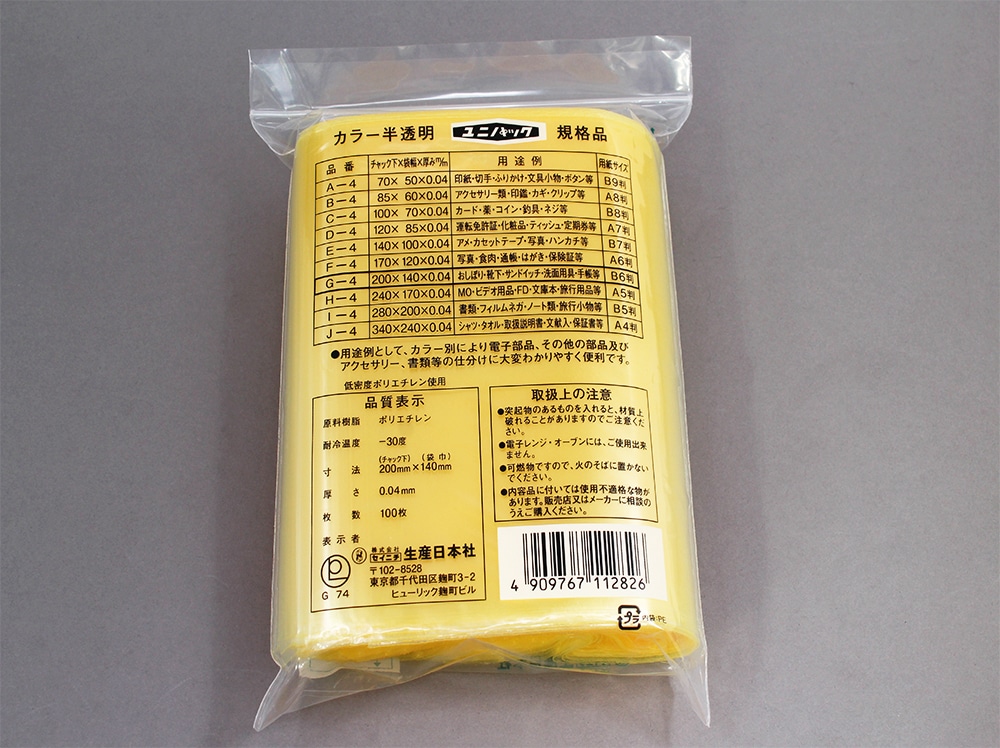 カラー半透明 ユニパック 規格品
品番 チャック下×袋幅×厚み㎜ 用途例 用紙サイズ
A-4 70× 50×0.04 印紙・切手・ふりかけ・文具小物・ボタン等 B9判
B-4 85× 60×0.04 アクセサリー類・印鑑・カギ・クリップ等 A8判
C-4 100× 70×0.04 カード・薬・コイン・釣具・ネジ等 B8判
D-4 120× 85×0.04 運転免許証・化粧品・ティッシュ・定期券等 A7判
E-4 140×100×0.04 アメ・カセットテープ・写真・ハンカチ等 B7判
F-4 170×120×0.04 写真・食肉・通帳・はがき・保険証等 A6判
G-4 200×140×0.04 おしぼり・靴下・サンドイッチ・洗面用具・手帳等 B6判
H-4 240×170×0.04 MO・ビデオ用品・FD・文庫本・旅行用品等 A5判
I-4 280×200×0.04 書類・フィルムネガ・ノート類・旅行小物等 B5判
J-4 340×240×0.04 シャツ・タオル・取扱説明書・文献入・保証書等 A4判
●用途例として、カラー別により電子部品、その他の部品及び
アクセサリー、書類等の仕分けに大変わかりやすく便利です。
低密度ポリエチレン使用
品質表示
原料樹脂 ポリエチレン
耐冷温度 -30度
(チャック下) (袋巾)
寸法 200mm×140mm
厚さ 0.04mm
枚数 100枚
表示者
株式会社
セイニチ 生産日本社
〒102-8528
東京都千代田区麹町3-2
ヒューリック麹町ビル
G 74
取扱上の注意
●突起物のあるものを入れると、材質上
破れることがありますのでご注意くだ
さい。
●電子レンジ・オーブンには、ご使用出来
ません。
●可燃物ですので、火のそばに置かない
でください。
●内容品に付いては使用不適格な物が
あります。販売店又はメーカーに相談の
うえご購入ください。
4 909767 112826
プラ 内袋:PE